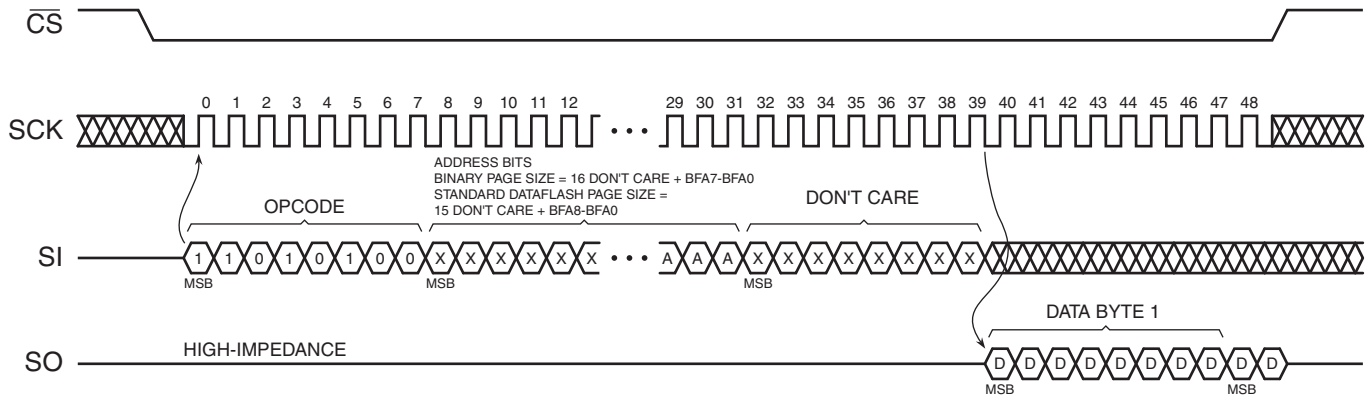 CS
0 1 2 3 4 5 6 7 8 9 10 11 12 29 30 31 32 33 34 35 36 37 38 39 40 41 42 43 44 45 46 47 48
SCK
ADDRESS BITS
BINARY PAGE SIZE = 16 DON'T CARE + BFA7-BFA0
STANDARD DATAFLASH PAGE SIZE =
15 DON'T CARE + BFA8-BFA0
OPCODE
DON'T CARE
SI 1 1 0 1 0 1 0 0 X X X X X X A A A X X X X X X X X
MSB MSB MSB
DATA BYTE 1
HIGH-IMPEDANCE
SO D D D D D D D D D D
MSB MSB